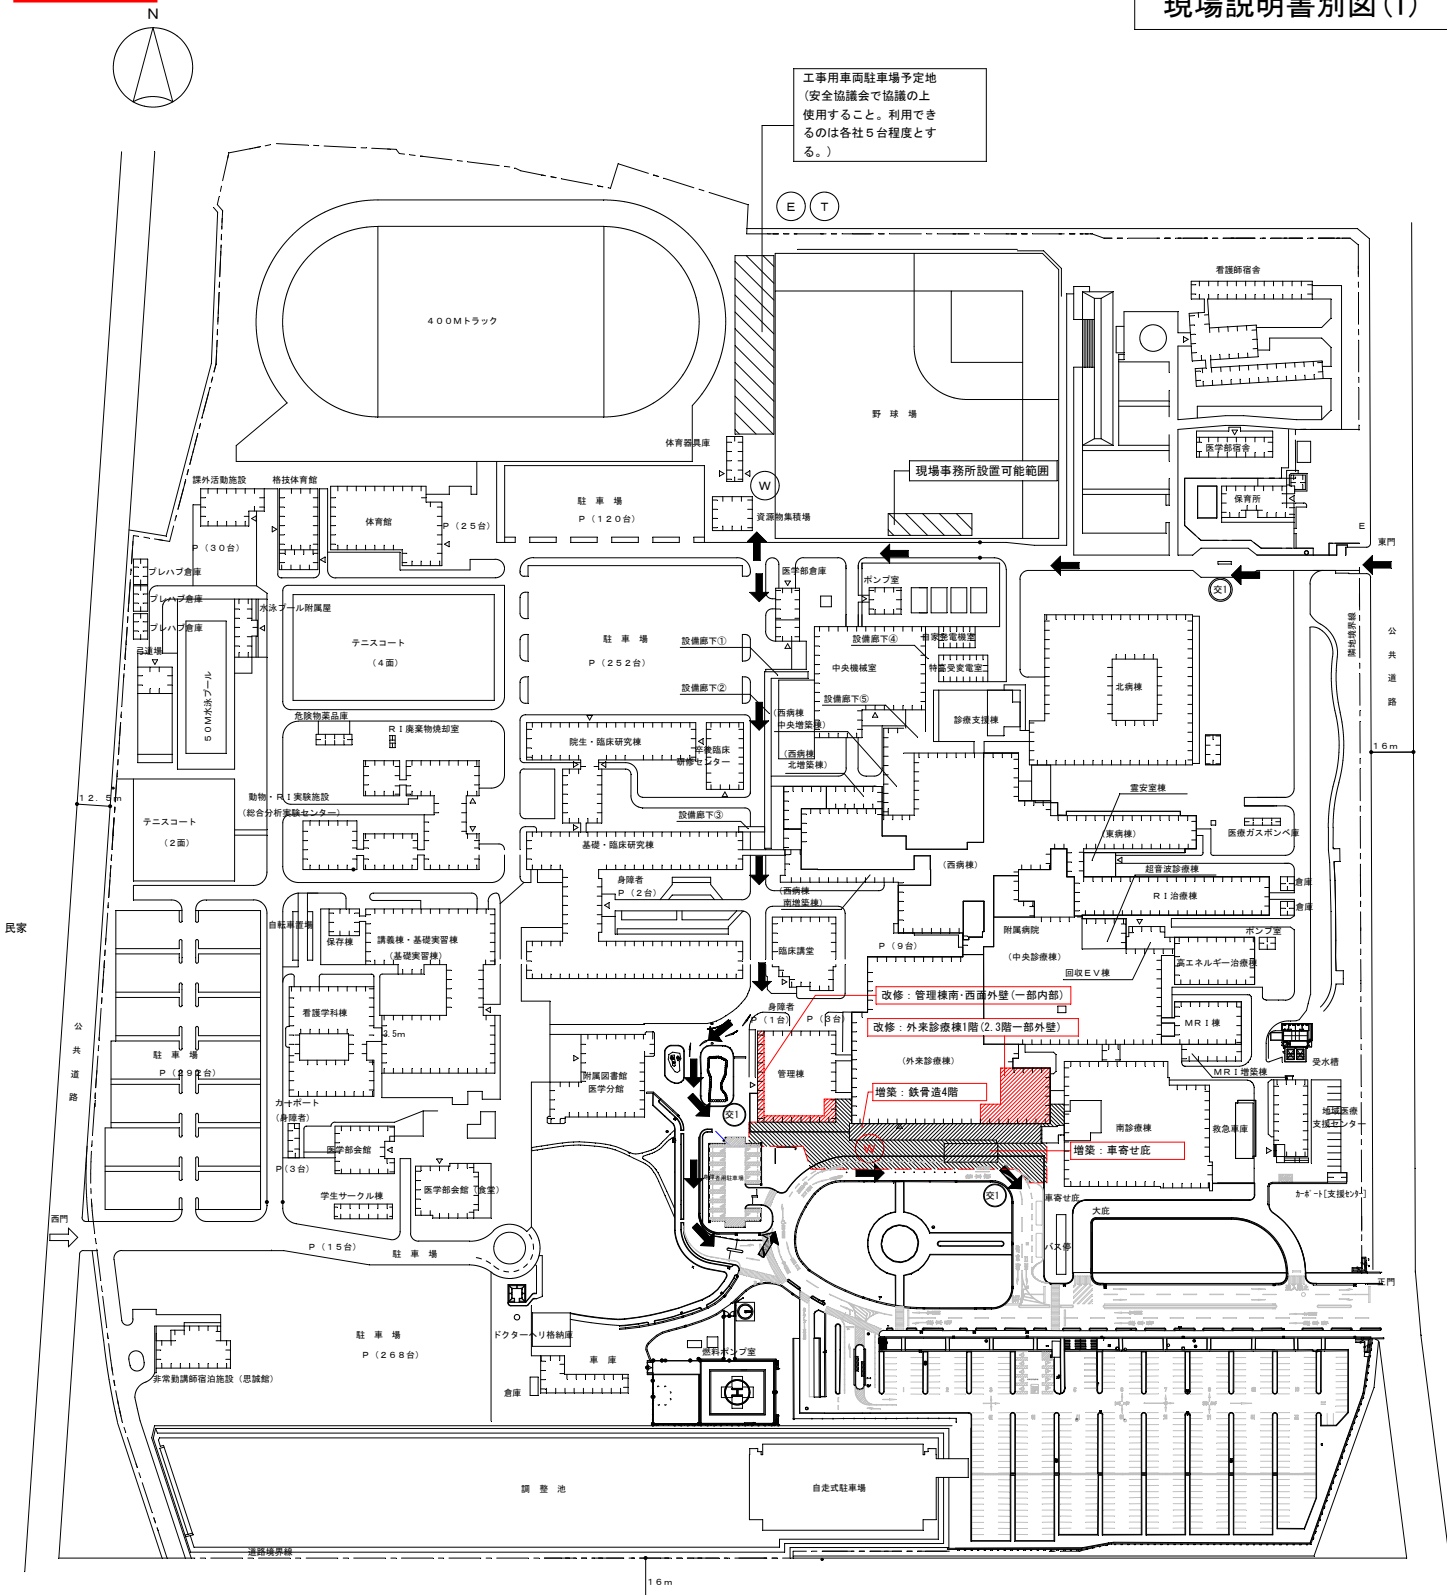 現場説明書別図(1)
N
工事用車両駐車場予定地
(安全協議会で協議の上
使用すること。利用でき
るのは各社5台程度とす
る。)
E
T
看護師宿舎
400Mトラック
野 球 場
体育器具庫
医学部宿舎
現場事務所設置可能範囲
課外活動施設
格技体育館
W
保育所
駐 車 場
P (120台)
資源物集積場
体育館
P (25台)
E
東門
P (30台)
プレハブ倉庫
医学部倉庫
ポンプ室
交1
プレハブ倉庫
水泳プール附属屋
プレハブ倉庫
テニスコート
(4面)
駐 車 場
P (252台)
設備廊下①
設備廊下④
自家発電機室
中央機械室
特高受変電室
隣地境界線
公共道路
弓道場
50M水泳プール
設備廊下②
設備廊下⑤
北病棟
危険物薬品庫
(西病棟
中央増築棟)
診療支援棟
RI廃棄物焼却室
院生・臨床研究棟
卒後臨床
研修センター
(西病棟
北増築棟)
16m
12.5m
動物・RI実験施設
(総合分析実験センター)
霊安室棟
テニスコート
(2面)
設備廊下③
基礎・臨床研究棟
(東病棟)
医療ガスボンベ庫
(西病棟)
超音波診療棟
身障者
P (2台)
(西病棟
南増築棟)
RI治療棟
倉庫
倉庫
民家
自転車置場
保存棟
講義棟・基礎実習棟
(基礎実習棟)
臨床講堂
P (9台)
附属病院
(中央診療棟)
ポンプ室
高エネルギー治療棟
回収EV棟
改修：管理棟南・西面外壁(一部内部)
看護学科棟
身障者
P (1台)
P (3台)
改修：外来診療棟1階(2.3階一部外壁)
MRI棟
3.5m
公共道路
駐 車 場
P (292台)
(外来診療棟)
受水槽
附属図書館
医学分館
管理棟
MRI増築棟
カーポート
(身障者)
増築：鉄骨造4階
交1
地域医療
支援センター
南診療棟
救急車庫
医学部会館
W
増築：車寄せ庇
P (3台)
学生サークル棟
医学部会館 (食堂)
カーポート[支援センター]
交1
車寄せ庇
大庇
西門
P (15台)
駐 車 場
バス停
正門
駐 車 場
P (268台)
ドクターヘリ格納庫
車 庫
燃料ポンプ室
非常勤講師宿泊施設 (思誠館)
倉庫
調 整 池
自走式駐車場
道路境界線
16m